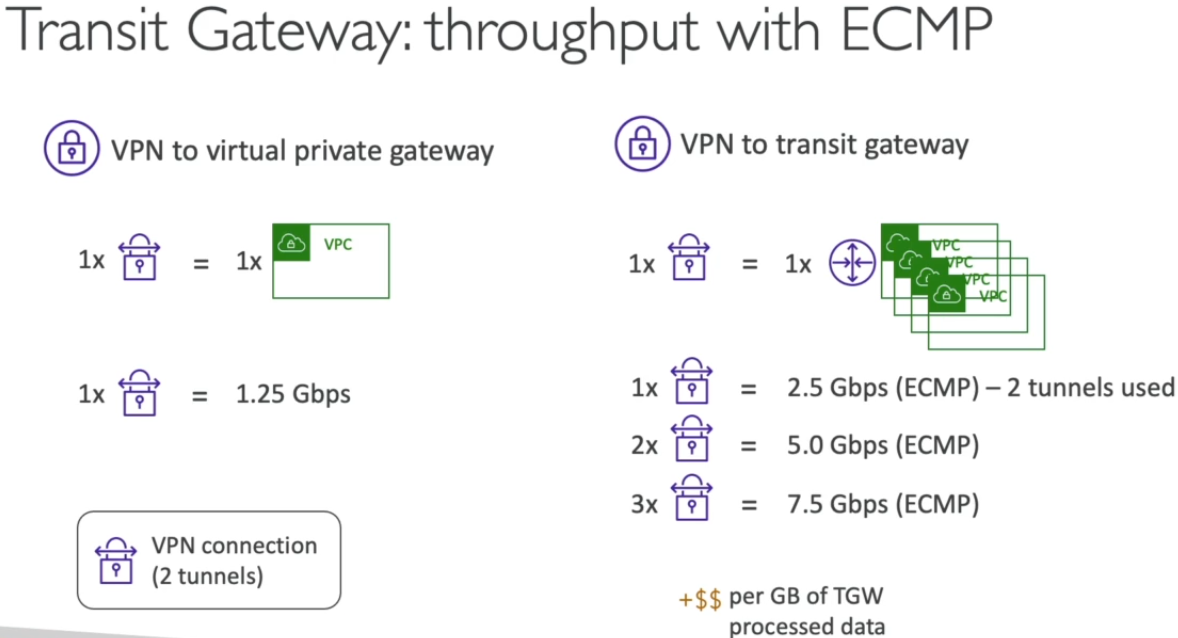 Transit Gateway: throughput with ECMP
VPN to virtual private gateway
1x = 1x VPC
1x = 1.25 Gbps
VPN connection
(2 tunnels)
VPN to transit gateway
1x = 1x VPC
VPC
VPC
VPC
1x = 2.5 Gbps (ECMP) – 2 tunnels used
2x = 5.0 Gbps (ECMP)
3x = 7.5 Gbps (ECMP)
+$$ per GB of TGW
processed data